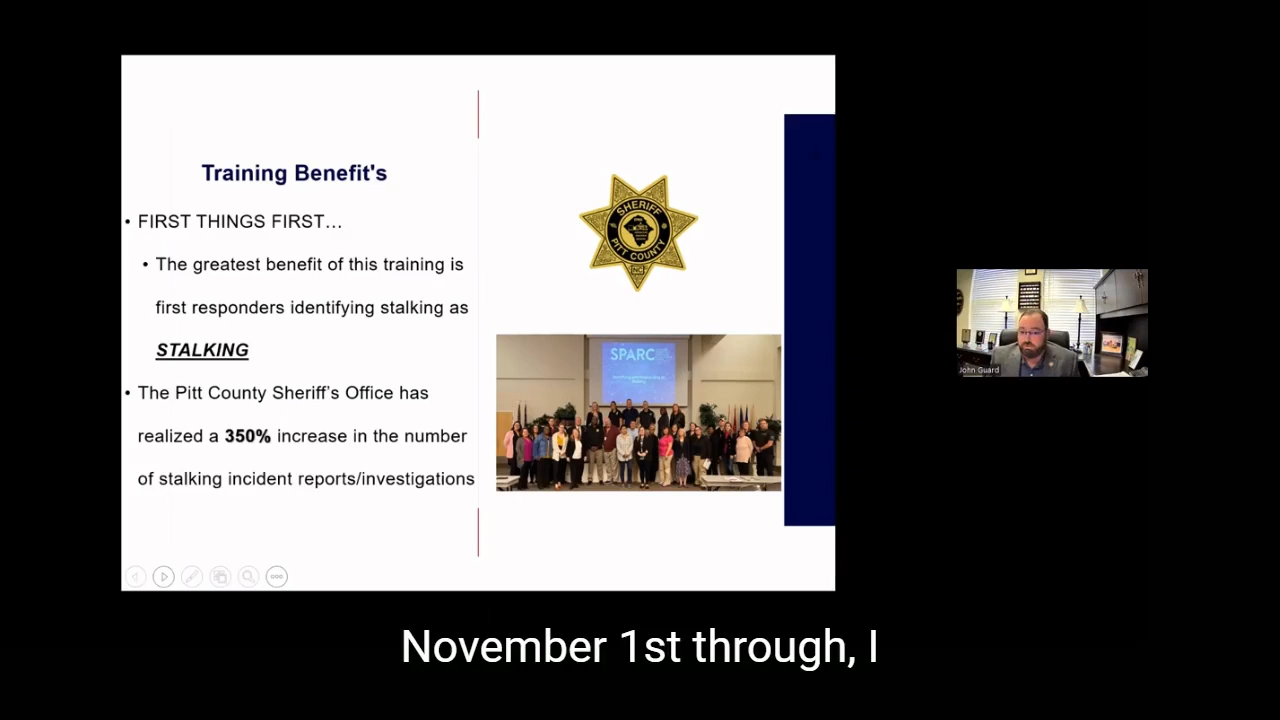 Training Benefit's
• FIRST THINGS FIRST...
• The greatest benefit of this training is
first responders identifying stalking as
STALKING
• The Pitt County Sheriff's Office has
realized a 350% increase in the number
of stalking incident reports/investigations
SHERIFF
PITT COUNTY
NC
SPARC
John Guard
November 1st through, I